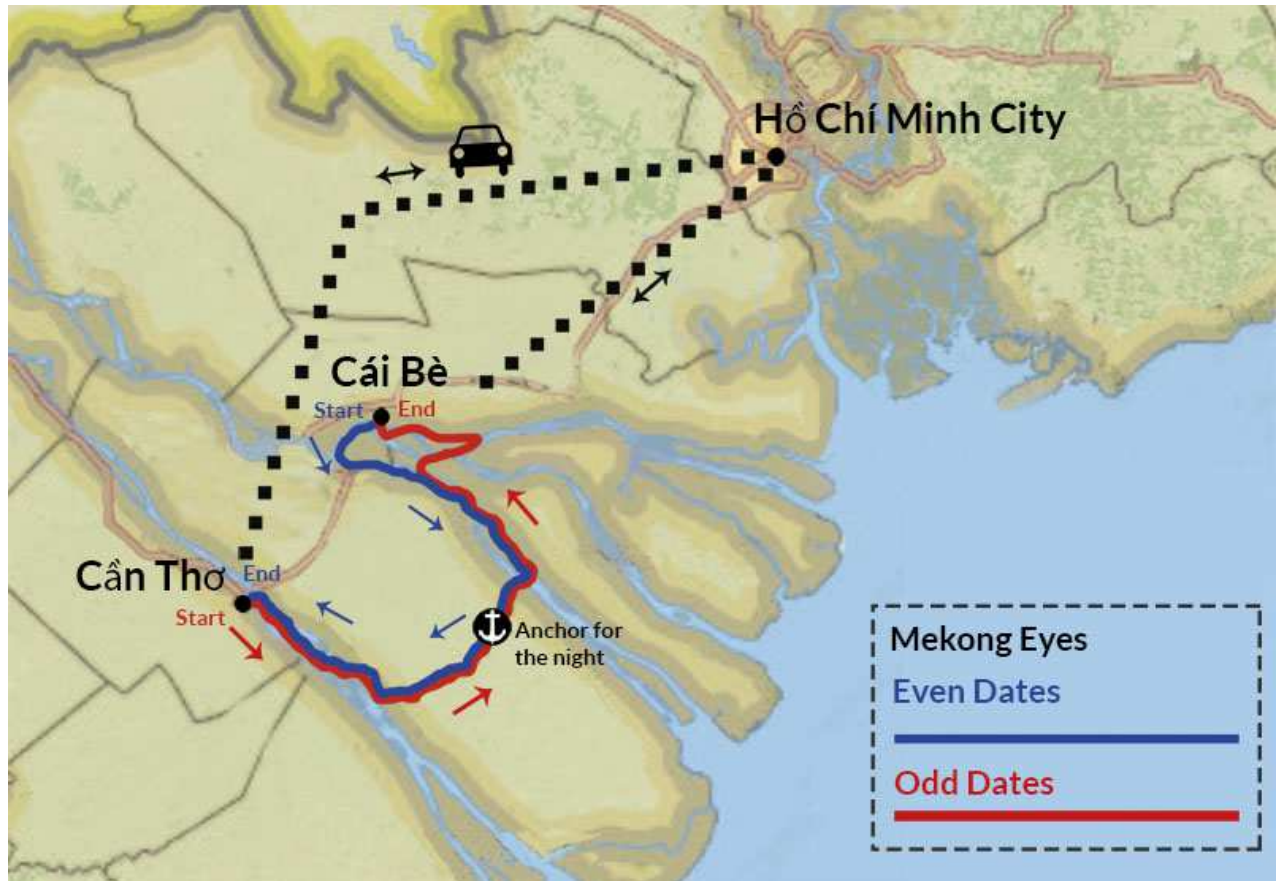 Hồ Chí Minh City
Cái Bè
Start
End
Cần Thơ
End
Start
Anchor for
the night
Mekong Eyes
Even Dates
Odd Dates